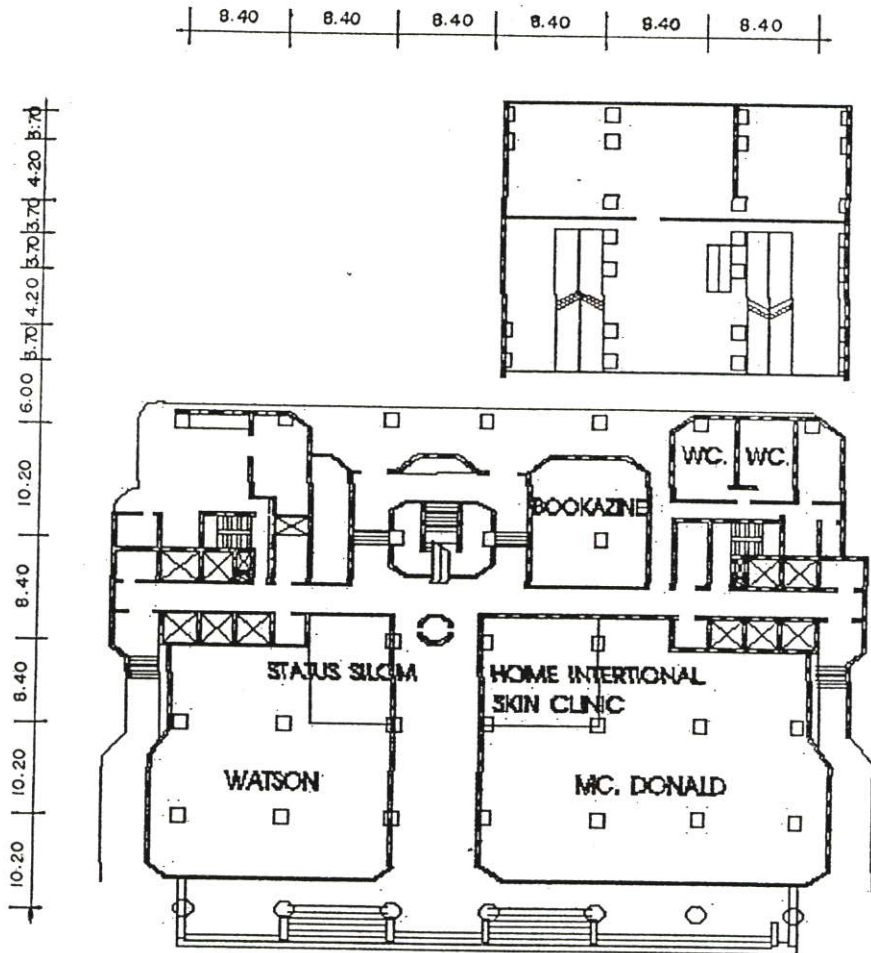 8.40 8.40 8.40 8.40 8.40 8.40
3.70
4.20
3.70
3.70
4.20
3.70
6.00
10.20
8.40
8.40
10.20
10.20
WC. WC.
BOOKAZINE
STATUS SILOM
HOME INTERTIONAL
SKIN CLINIC
WATSON
MC. DONALD